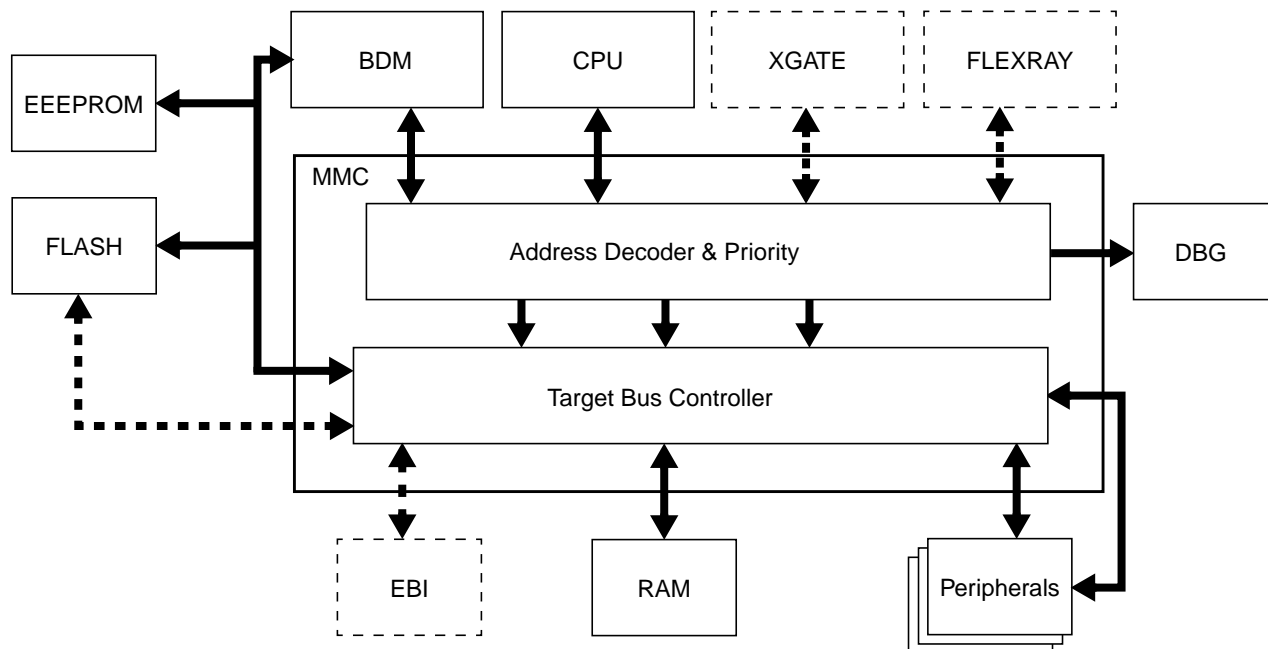 BDM
CPU
XGATE
FLEXRAY
EEEPROM
MMC
FLASH
Address Decoder & Priority
DBG
Target Bus Controller
EBI
RAM
Peripherals